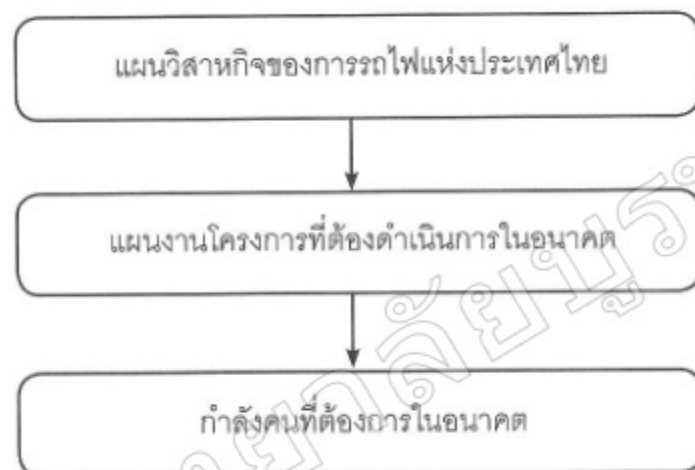 แผนวิสาหกิจของการรถไฟแห่งประเทศไทย
แผนงานโครงการที่ต้องดำเนินการในอนาคต
กำลังคนที่ต้องการในอนาคต